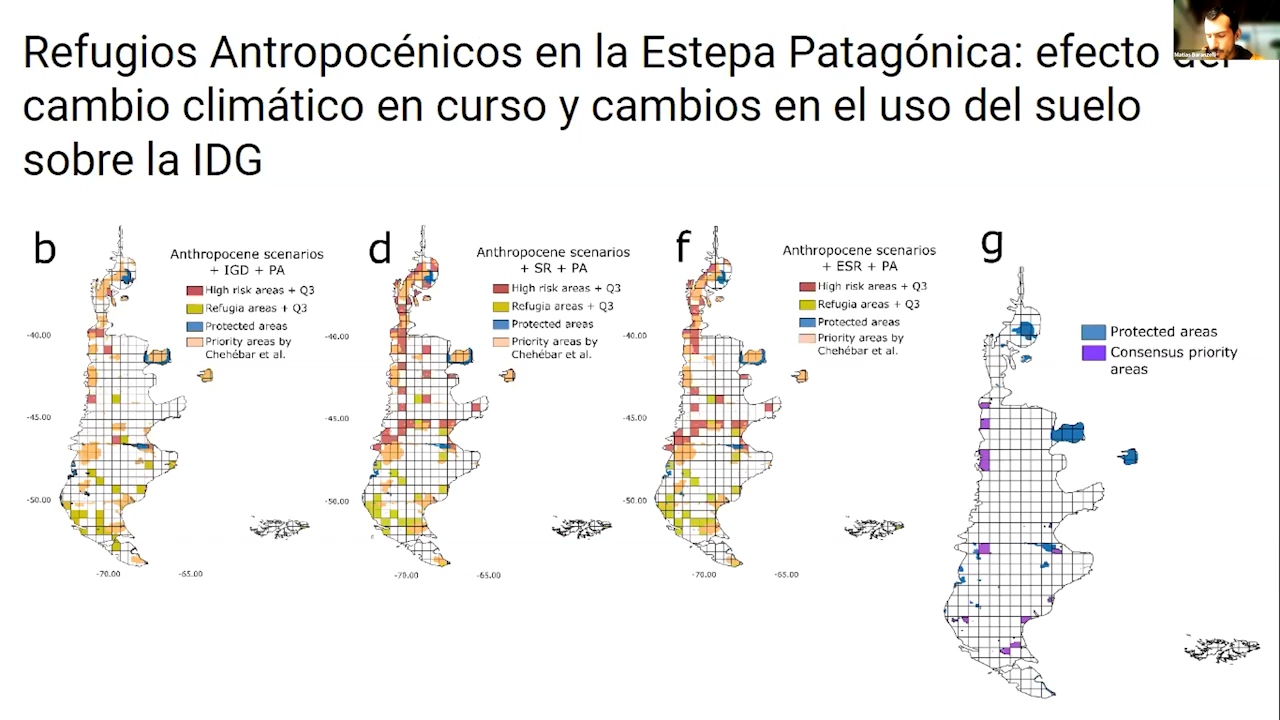 Refugios Antropocénicos en la Estepa Patagónica: efecto del
cambio climático en curso y cambios en el uso del suelo
sobre la IDG
b
Anthropocene scenarios
+ IGD + PA
High risk areas + Q3
Refugia areas + Q3
Protected areas
Priority areas by
Chehébar et al.
-40.00
-45.00
-50.00
-70.00
-65.00
d
Anthropocene scenarios
+ SR + PA
High risk areas + Q3
Refugia areas + Q3
Protected areas
Priority areas by
Chehébar et al.
-40.00
-45.00
-50.00
-70.00
-65.00
f
Anthropocene scenarios
+ ESR + PA
High risk areas + Q3
Refugia areas + Q3
Protected areas
Priority areas by
Chehébar et al.
-40.00
-45.00
-50.00
-70.00
-65.00
g
Protected areas
Consensus priority
areas